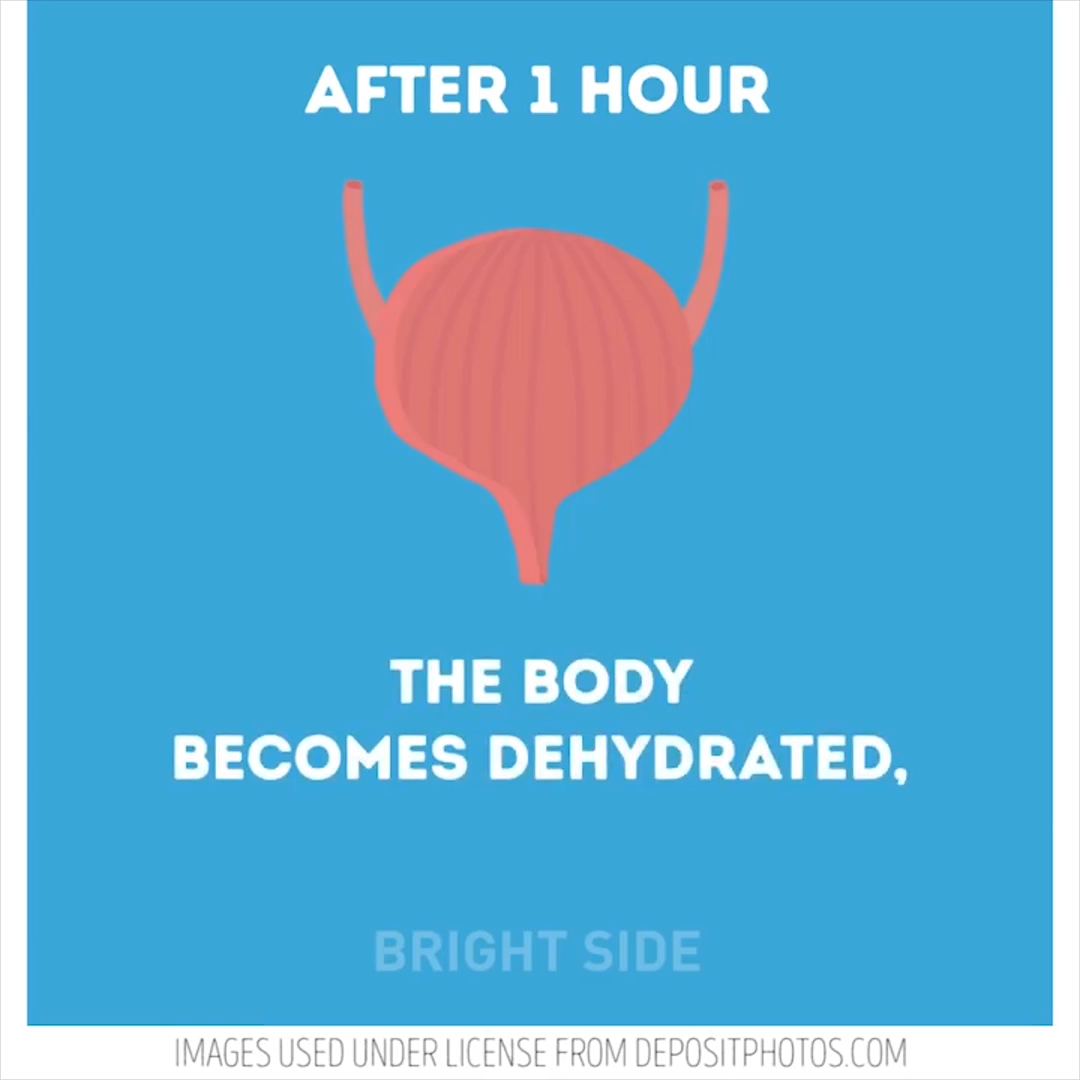 AFTER 1 HOUR
THE BODY
BECOMES DEHYDRATED,
BRIGHT SIDE
IMAGES USED UNDER LICENSE FROM DEPOSITPHOTOS.COM